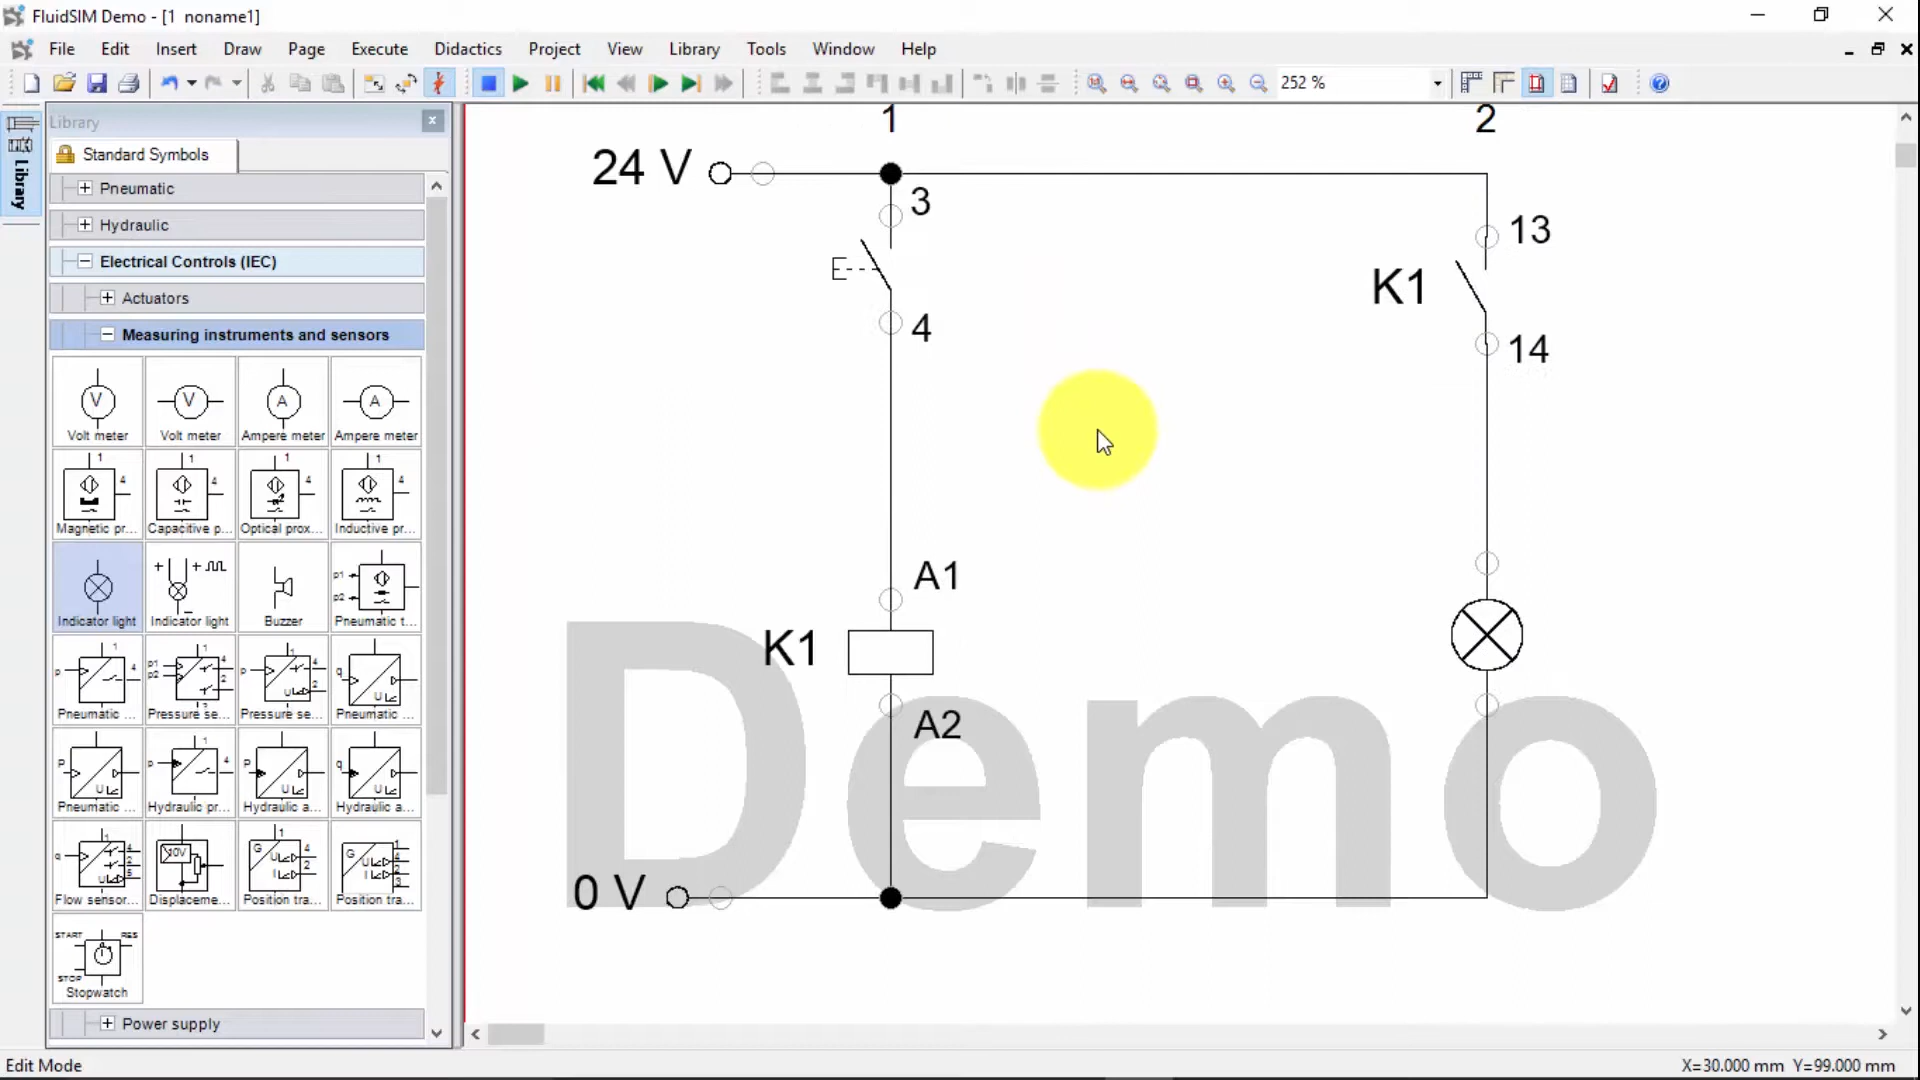 FluidSIM Demo - [1  noname1]
File Edit Insert Draw Page Execute Didactics Project View Library Tools Window Help
252 %
Library
Library
Standard Symbols
Pneumatic
Hydraulic
Electrical Controls (IEC)
Actuators
Measuring instruments and sensors
Volt meter Volt meter Ampere meter Ampere meter
Magnetic pr... Capacitive p... Optical prox... Inductive pr...
Indicator light Indicator light Buzzer Pneumatic t...
Pneumatic ... Pressure se... Pressure se... Pneumatic ...
Pneumatic ... Hydraulic pr... Hydraulic a... Hydraulic a...
Flow sensor... Displaceme... Position tra... Position tra...
START RES
STOP
Stopwatch
Power supply
1 2
24 V
3
13
E
K1
4
14
A1
K1
A2
Demo
0 V
Edit Mode
X=30.000 mm Y=99.000 mm